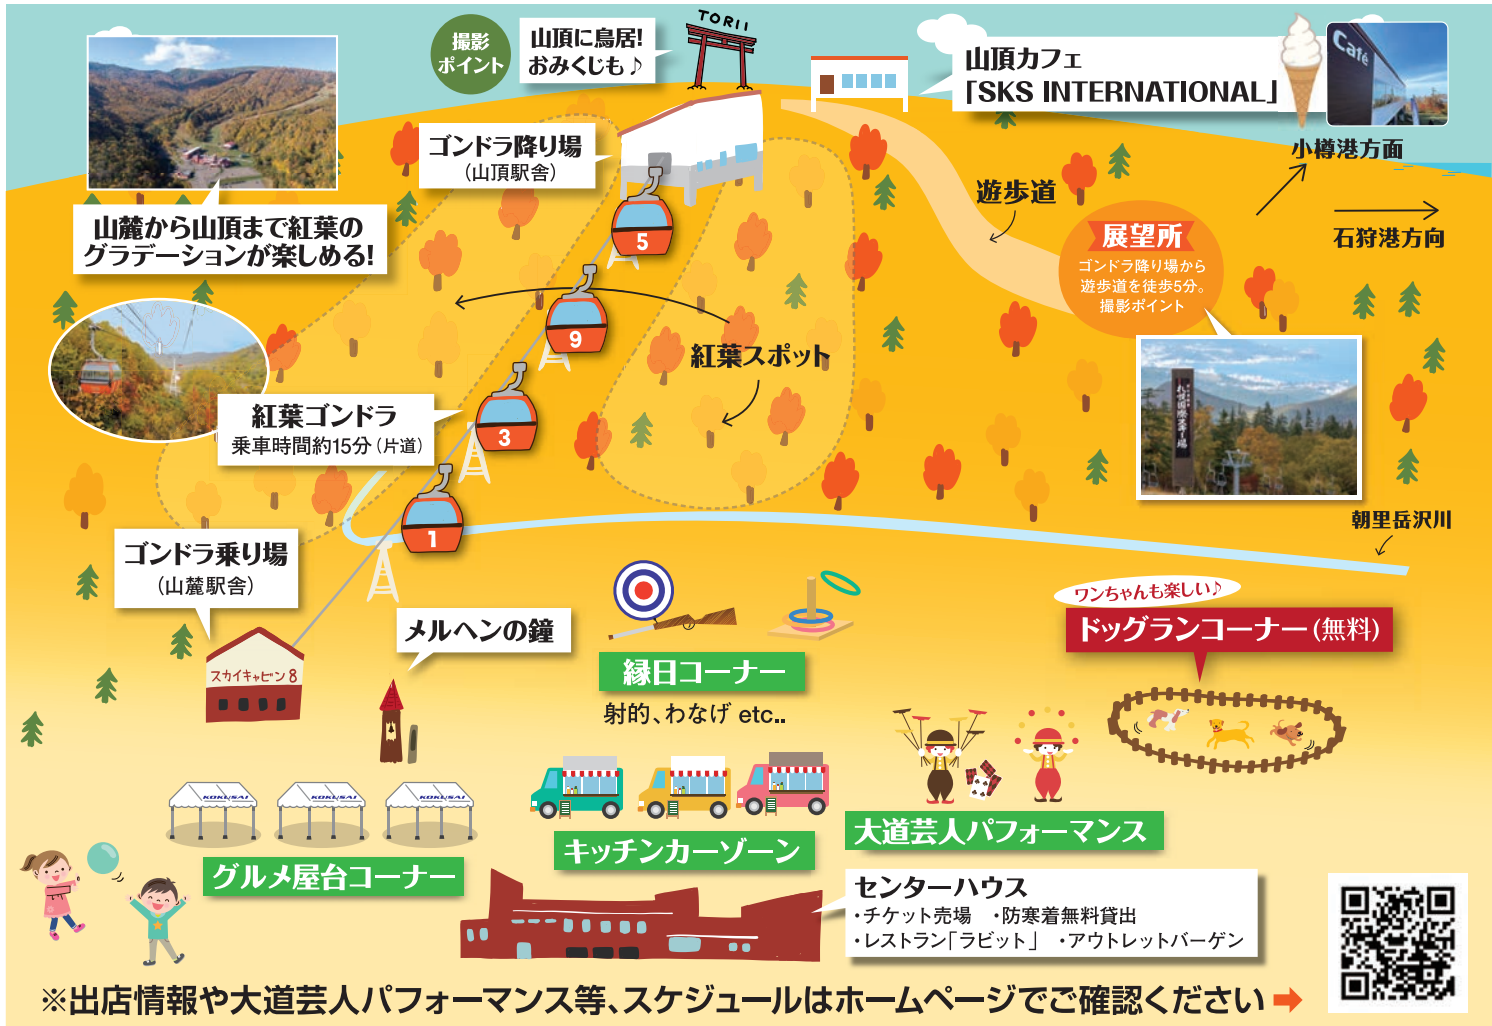 撮影
ポイント
山頂に鳥居!
おみくじも♪
TORII
山頂カフェ
「SKS INTERNATIONAL」
Café
小樽港方面
石狩港方向
ゴンドラ降り場
(山頂駅舎)
遊歩道
展望所
ゴンドラ降り場から
遊歩道を徒歩5分。
撮影ポイント
山麓から山頂まで紅葉の
グラデーションが楽しめる!
5
9
3
1
紅葉スポット
紅葉ゴンドラ
乗車時間約15分(片道)
札幌国際スキー場
朝里岳沢川
ゴンドラ乗り場
(山麓駅舎)
スカイキャビン8
メルヘンの鐘
縁日コーナー
射的、わなげ etc..
ワンちゃんも楽しい♪
ドッグランコーナー(無料)
KOKUSAI
KOKUSAI
KOKUSAI
グルメ屋台コーナー
キッチンカーゾーン
大道芸人パフォーマンス
センターハウス
・チケット売場 ・防寒着無料貸出
・レストラン「ラビット」 ・アウトレットバーゲン
※出店情報や大道芸人パフォーマンス等、スケジュールはホームページでご確認ください➡